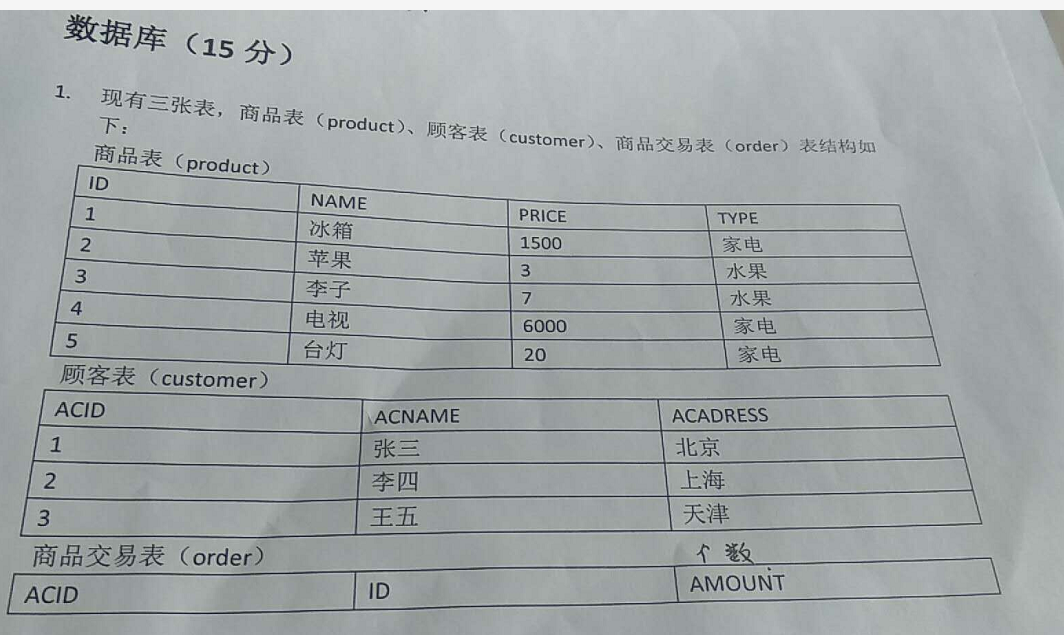 数据库（15 分）
1. 现有三张表，商品表（product）、顾客表（customer）、商品交易表（order）表结构如
下：
商品表（product）
ID NAME PRICE TYPE
1 冰箱 1500 家电
2 苹果 3 水果
3 李子 7 水果
4 电视 6000 家电
5 台灯 20 家电
顾客表（customer）
ACID ACNAME ACADRESS
1 张三 北京
2 李四 上海
3 王五 天津
商品交易表（order）
个数
ACID ID AMOUNT